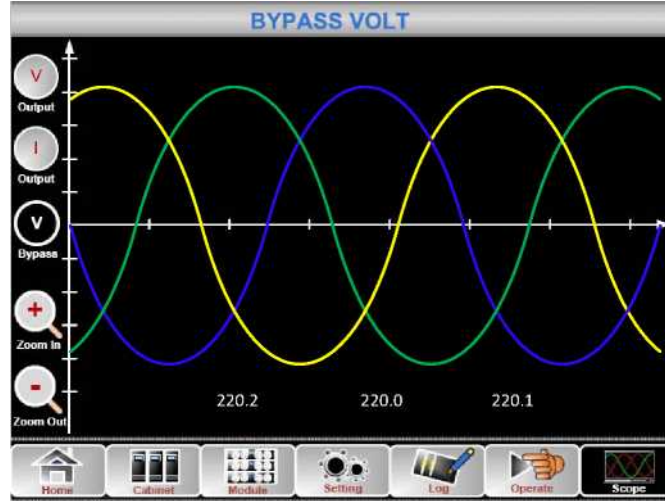 BYPASS VOLT
V
Output
I
Output
V
Bypass
+
Zoom In
-
Zoom Out
220.2 220.0 220.1
Home Cabinet Module Setting Log Operate Scope